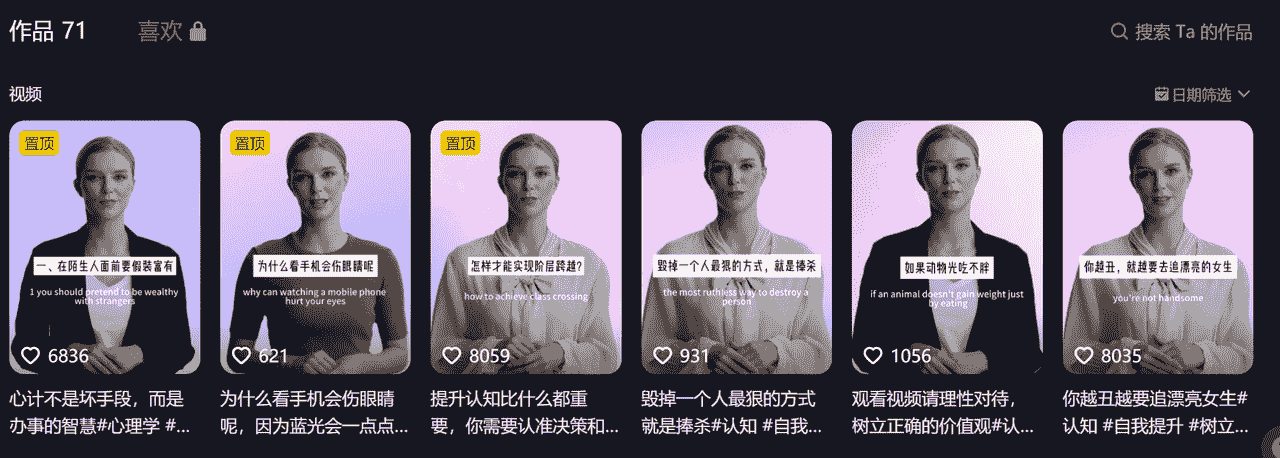 作品 71
喜欢
搜索 Ta 的作品
视频
日期筛选
置顶
一、在陌生人面前要假装富有
1 you should pretend to be wealthy
with strangers
6836
心计不是坏手段，而是
办事的智慧#心理学 #...
置顶
为什么看手机会伤眼睛呢
why can watching a mobile phone
hurt your eyes
621
为什么看手机会伤眼睛
呢，因为蓝光会一点点...
置顶
怎样才能实现阶层跨越?
how to achieve class crossing
8059
提升认知比什么都重
要，你需要认准决策和...
毁掉一个人最狠的方式，就是捧杀
the most ruthless way to destroy a
person
931
毁掉一个人最狠的方式
就是捧杀#认知 #自我...
如果动物光吃不胖
if an animal doesn't gain weight just
by eating
1056
观看视频请理性对待，
树立正确的价值观#认...
你越丑，就越要去追漂亮的女生
you're not handsome
8035
你越丑越要追漂亮女生#
认知 #自我提升 #树立...